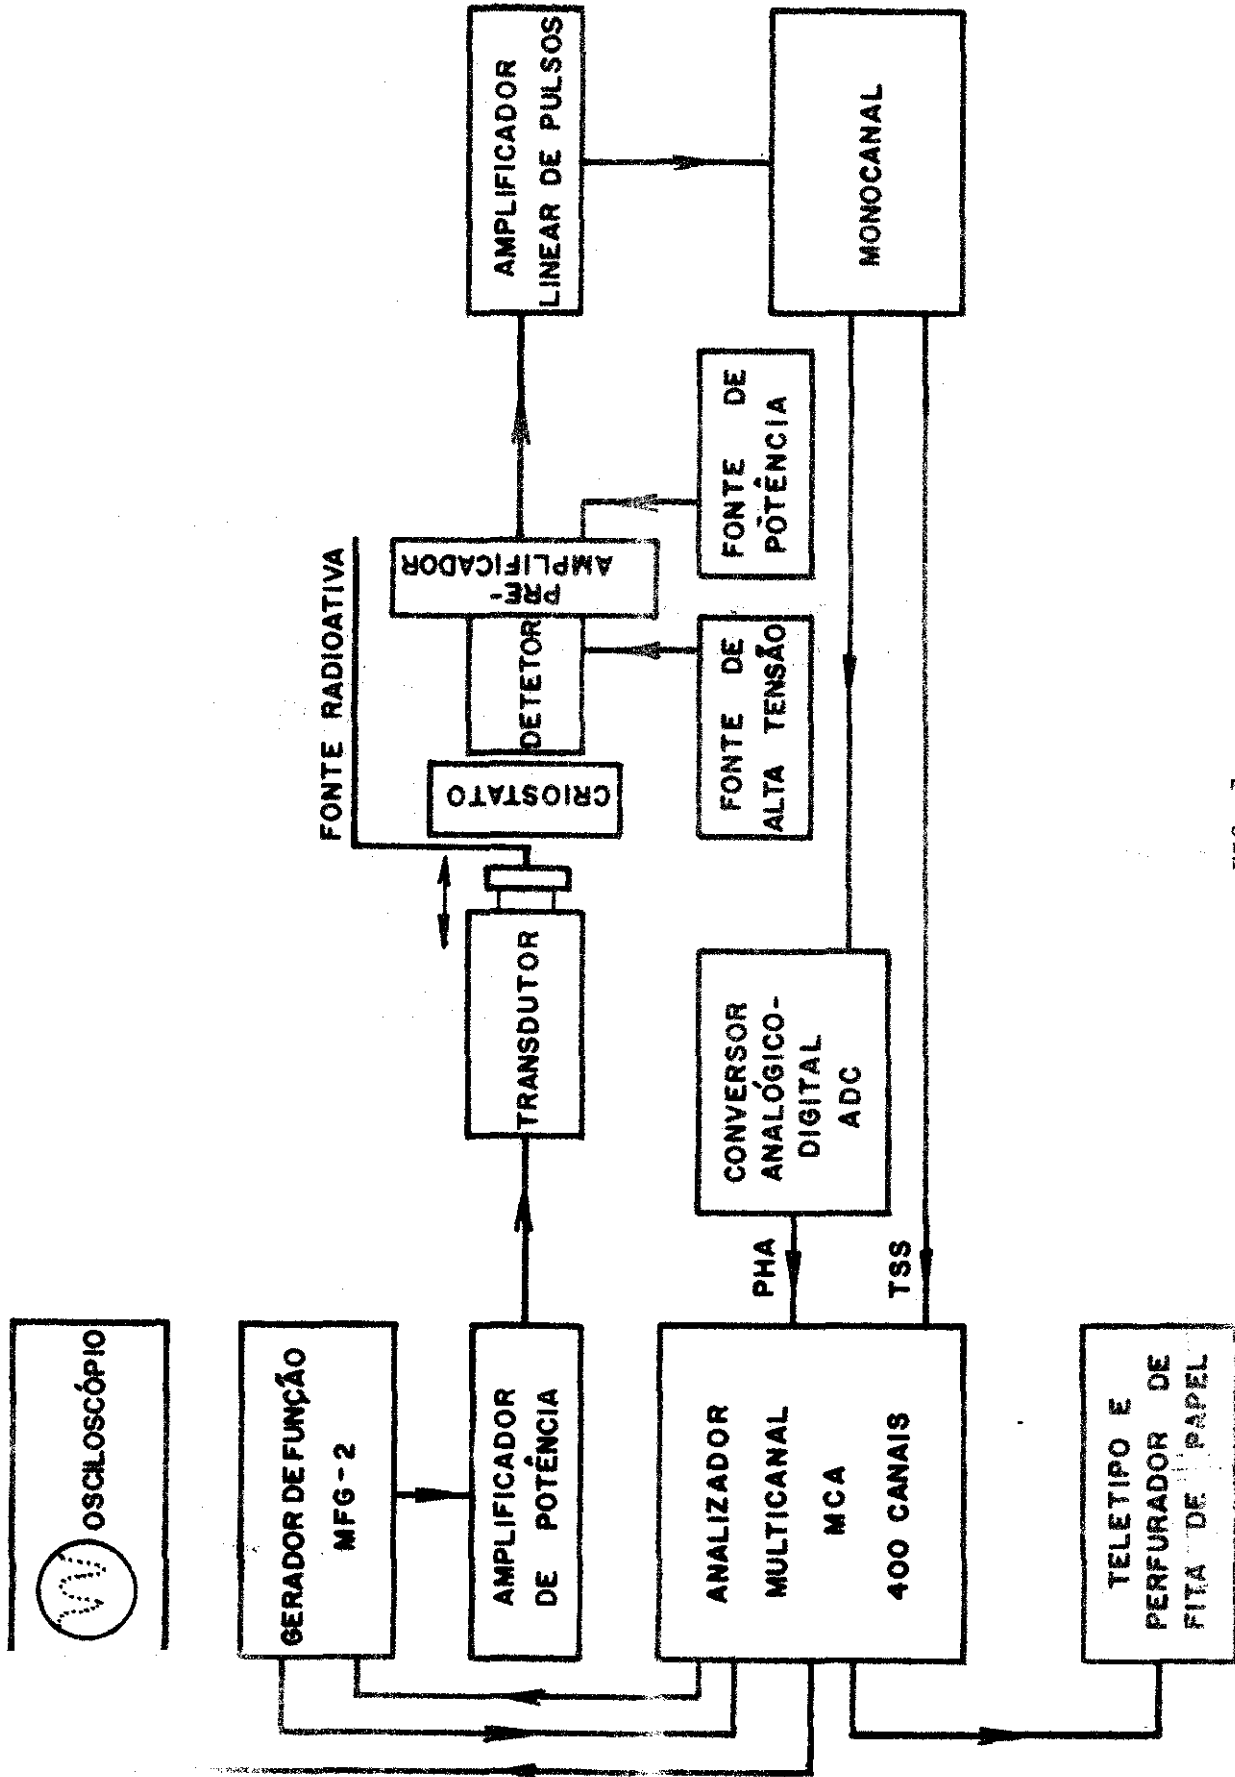 OSCILOSCÓPIO
GERADOR DE FUNÇÃO
MFG-2
AMPLIFICADOR
DE POTÊNCIA
TRANSDUTOR
FONTE RADIOATIVA
CRIOSTATO
DETETOR
PRE-
AMPLIFICADOR
AMPLIFICADOR
LINEAR DE PULSOS
FONTE DE
ALTA TENSÃO
FONTE DE
POTÊNCIA
MONOCANAL
CONVERSOR
ANALÓGICO-
DIGITAL
ADC
PHA
TSS
ANALIZADOR
MULTICANAL
MCA
400 CANAIS
TELETIPO E
PERFURADOR DE
FITA DE PAPEL